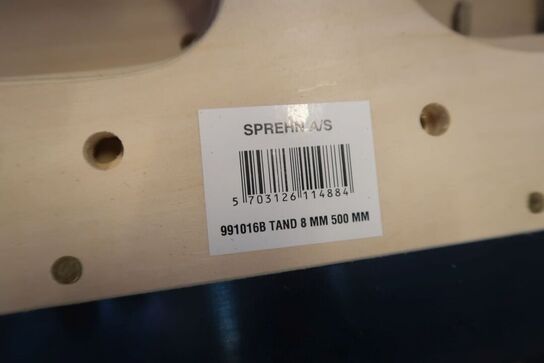 SPREHN A/S
5 703126 114884
991016B TAND 8 MM 500 MM